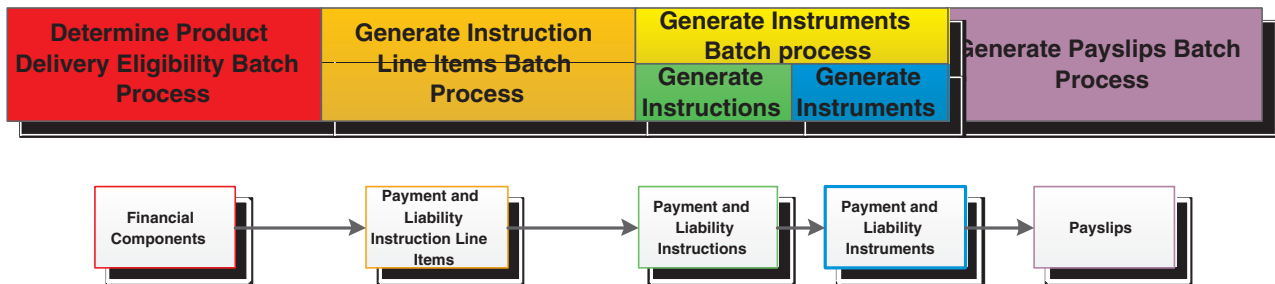 Determine Product
Delivery Eligibility Batch
Process
Generate Instruction
Line Items Batch
Process
Generate Instruments
Batch process
Generate
Instructions
Generate
Instruments
Generate Payslips Batch
Process
Financial
Components
Payment and
Liability
Instruction Line
Items
Payment and
Liability
Instructions
Payment and
Liability
Instruments
Payslips